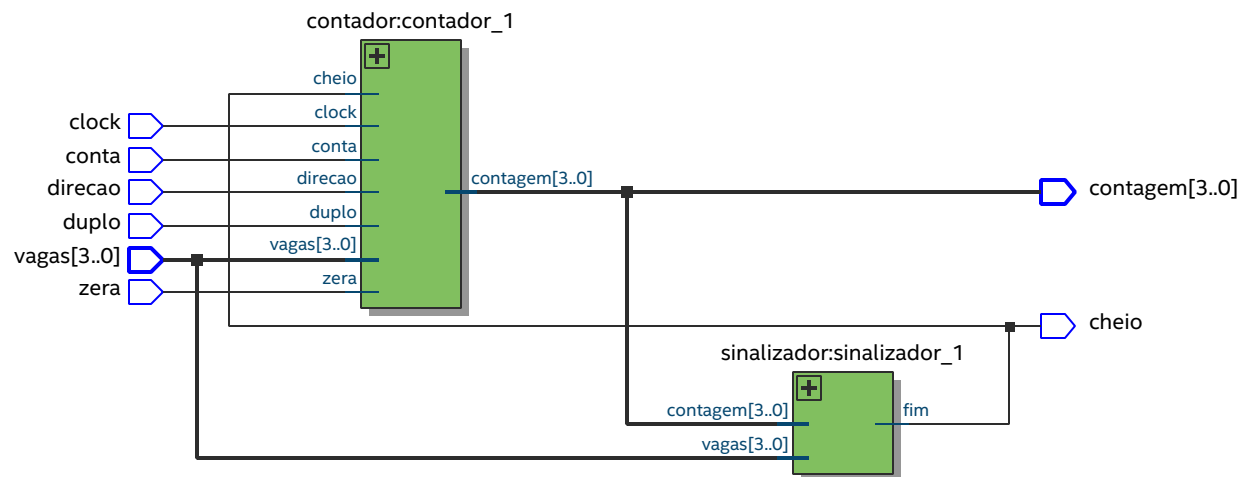 contador:contador_1
cheio
clock
clock
conta
conta
direcao
direcao
contagem[3..0]
contagem[3..0]
duplo
duplo
vagas[3..0]
vagas[3..0]
zera
zera
cheio
sinalizador:sinalizador_1
contagem[3..0]
fim
vagas[3..0]